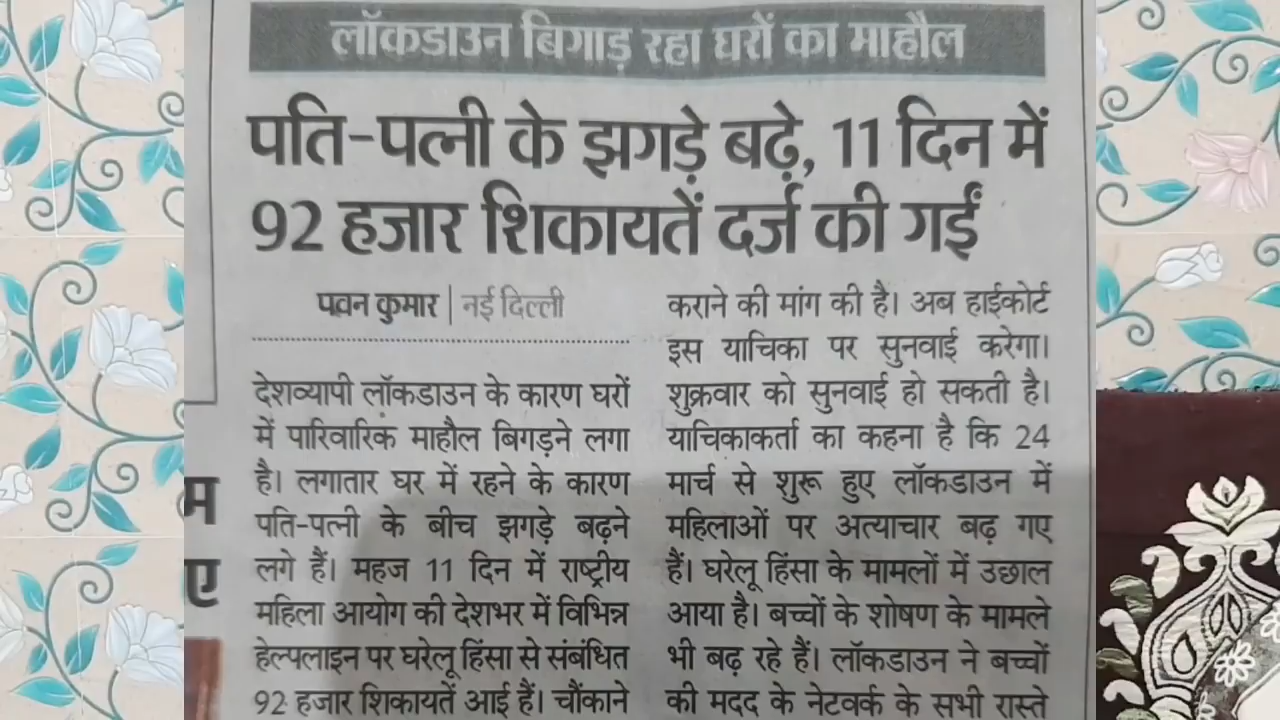 लॉकडाउन बिगाड़ रहा घरों का माहौल
पति-पत्नी के झगड़े बढ़े, 11 दिन में
92 हजार शिकायतें दर्ज की गईं
पवन कुमार | नई दिल्ली
देशव्यापी लॉकडाउन के कारण घरों
में पारिवारिक माहौल बिगड़ने लगा
है। लगातार घर में रहने के कारण
पति-पत्नी के बीच झगड़े बढ़ने
लगे हैं। महज 11 दिन में राष्ट्रीय
महिला आयोग की देशभर में विभिन्न
हेल्पलाइन पर घरेलू हिंसा से संबंधित
92 हजार शिकायतें आई हैं। चौंकाने
कराने की मांग की है। अब हाईकोर्ट
इस याचिका पर सुनवाई करेगा।
शुक्रवार को सुनवाई हो सकती है।
याचिकाकर्ता का कहना है कि 24
मार्च से शुरू हुए लॉकडाउन में
महिलाओं पर अत्याचार बढ़ गए
हैं। घरेलू हिंसा के मामलों में उछाल
आया है। बच्चों के शोषण के मामले
भी बढ़ रहे हैं। लॉकडाउन ने बच्चों
की मदद के नेटवर्क के सभी रास्ते
म
ए